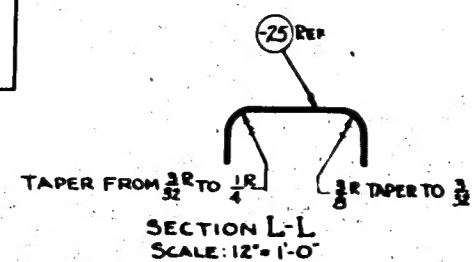 -25 REF
TAPER FROM 3/32 R TO 1/4 R
3/8 R TAPER TO 3/32
SECTION L-L
SCALE: 12"=1'-0"